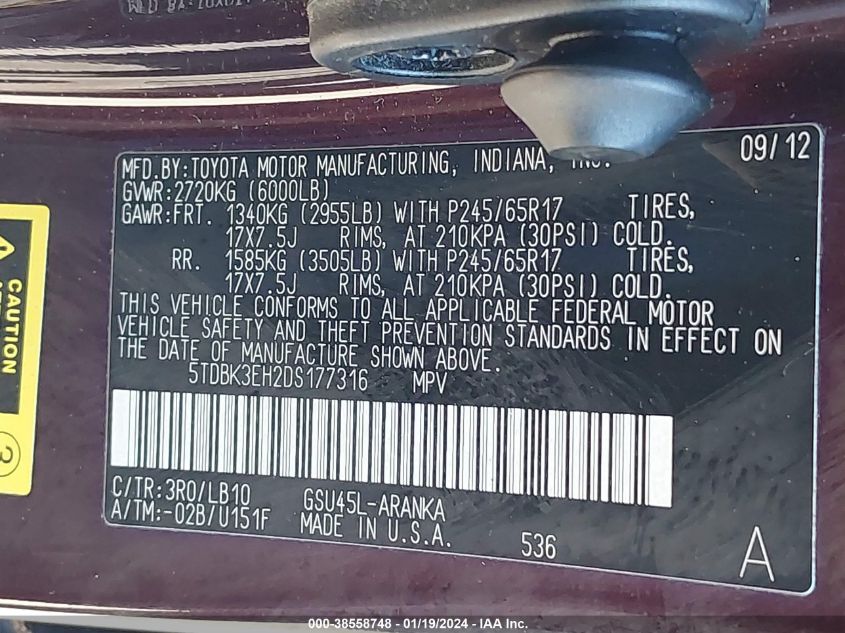 MFD.BY:TOYOTA MOTOR MANUFACTURING, INDIANA, INC. 09/12
GVWR:2720KG (6000LB)
GAWR:FRT. 1340KG (2955LB) WITH P245/65R17 TIRES,
17X7.5J RIMS, AT 210KPA (30PSI) COLD.
RR. 1585KG (3505LB) WITH P245/65R17 TIRES,
17X7.5J RIMS, AT 210KPA (30PSI) COLD.
THIS VEHICLE CONFORMS TO ALL APPLICABLE FEDERAL MOTOR
VEHICLE SAFETY AND THEFT PREVENTION STANDARDS IN EFFECT ON
THE DATE OF MANUFACTURE SHOWN ABOVE.
5TDBK3EH2DS177316 MPV
C/TR:3R0/LB10 GSU45L-ARANKA
A/TM:-02B/U151F MADE IN U.S.A. 536 A
CAUTION
3
000-38558748 - 01/19/2024 - IAA Inc.